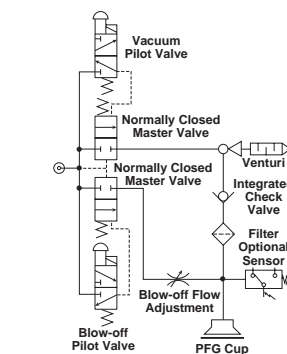 Vacuum
Pilot Valve
Normally Closed
Master Valve
Venturi
Normally Closed
Master Valve
Integrated
Check
Valve
Filter
Optional
Sensor
Blow-off Flow
Adjustment
Blow-off
Pilot Valve
PFG Cup